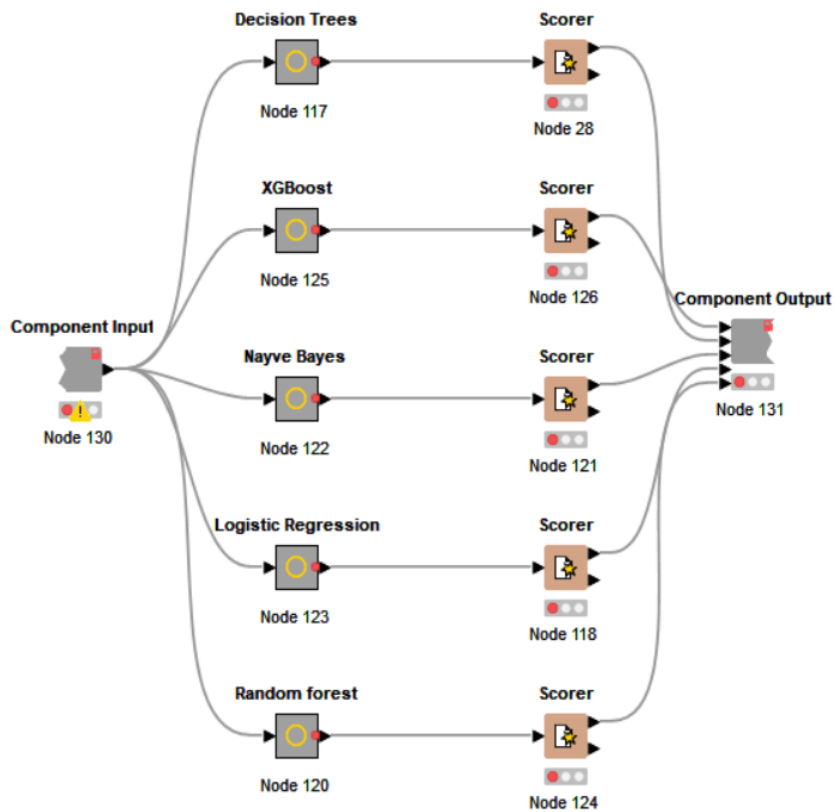 Decision Trees
Scorer
Node 117
Node 28
XGBoost
Scorer
Node 125
Node 126
Component Input
Component Output
Nayve Bayes
Scorer
Node 130
Node 131
Node 122
Node 121
Logistic Regression
Scorer
Node 123
Node 118
Random forest
Scorer
Node 120
Node 124